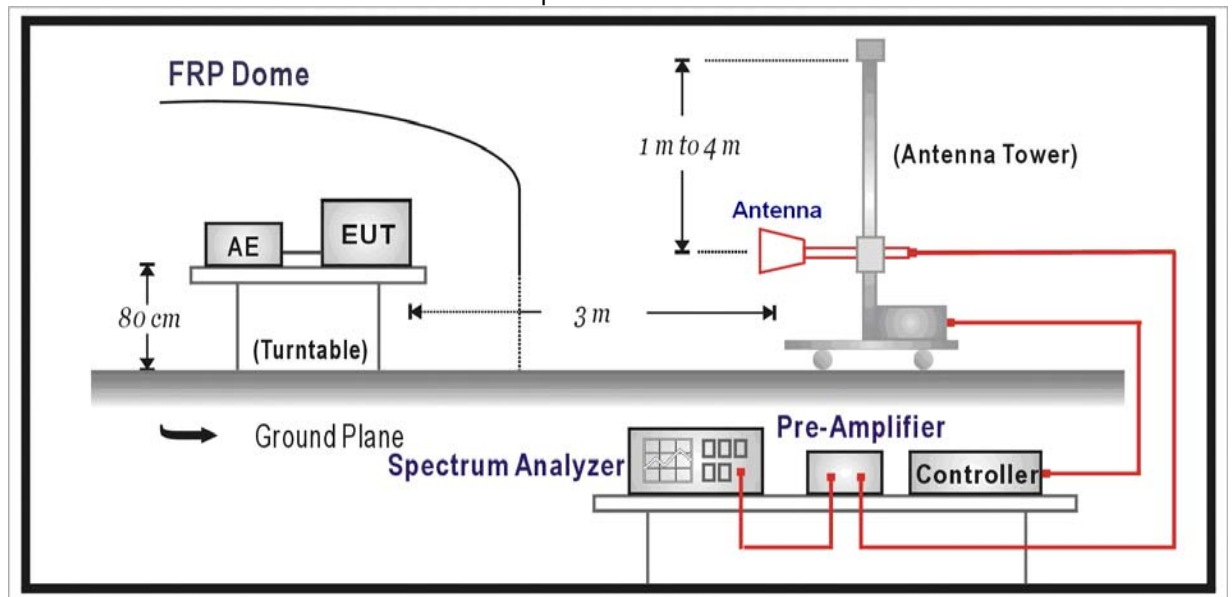 FRP Dome
1 m to 4 m
(Antenna Tower)
Antenna
AE
EUT
80 cm
3 m
(Turntable)
Ground Plane
Pre-Amplifier
Spectrum Analyzer
Controller